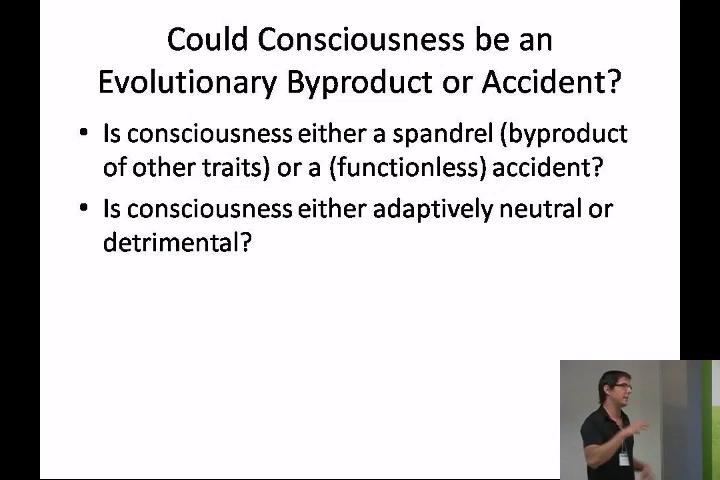 Could Consciousness be an
Evolutionary Byproduct or Accident?
• Is consciousness either a spandrel (byproduct
of other traits) or a (functionless) accident?
• Is consciousness either adaptively neutral or
detrimental?